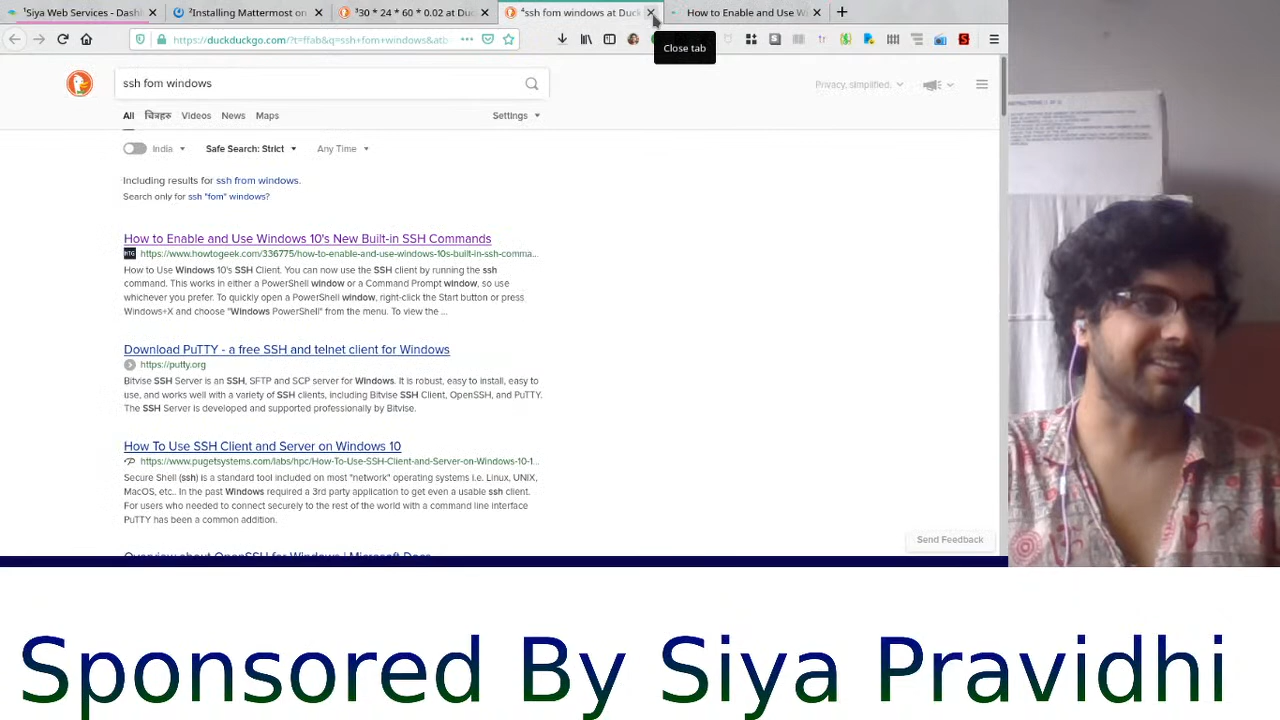 ¹Siya Web Services - Dash
²Installing Mattermost on
³30 * 24 * 60 * 0.02 at Du
⁴ssh fom windows at Duck
How to Enable and Use Wi
https://duckduckgo.com/?t=ffab&q=ssh+fom+windows&atb
Close tab
ssh fom windows
Privacy, simplified.
All चित्रहरु Videos News Maps
Settings
India Safe Search: Strict Any Time
Including results for ssh from windows.
Search only for ssh "fom" windows?
How to Enable and Use Windows 10's New Built-in SSH Commands
HTG https://www.howtogeek.com/336775/how-to-enable-and-use-windows-10s-built-in-ssh-comma...
How to Use Windows 10's SSH Client. You can now use the SSH client by running the ssh
command. This works in either a PowerShell window or a Command Prompt window, so use
whichever you prefer. To quickly open a PowerShell window, right-click the Start button or press
Windows+X and choose "Windows PowerShell" from the menu. To view the ...
Download PuTTY - a free SSH and telnet client for Windows
https://putty.org
Bitvise SSH Server is an SSH, SFTP and SCP server for Windows. It is robust, easy to install, easy to
use, and works well with a variety of SSH clients, including Bitvise SSH Client, OpenSSH, and PuTTY.
The SSH Server is developed and supported professionally by Bitvise.
How To Use SSH Client and Server on Windows 10
https://www.pugetsystems.com/labs/hpc/How-To-Use-SSH-Client-and-Server-on-Windows-10-1...
Secure Shell (ssh) is a standard tool included on most "network" operating systems i.e. Linux, UNIX,
MacOS, etc.. In the past Windows required a 3rd party application to get even a usable ssh client.
For users who needed to connect securely to the rest of the world with a command line interface
PuTTY has been a common addition.
Overview about OpenSSH for Windows | Microsoft Docs
Send Feedback
Sponsored By Siya Pravidhi